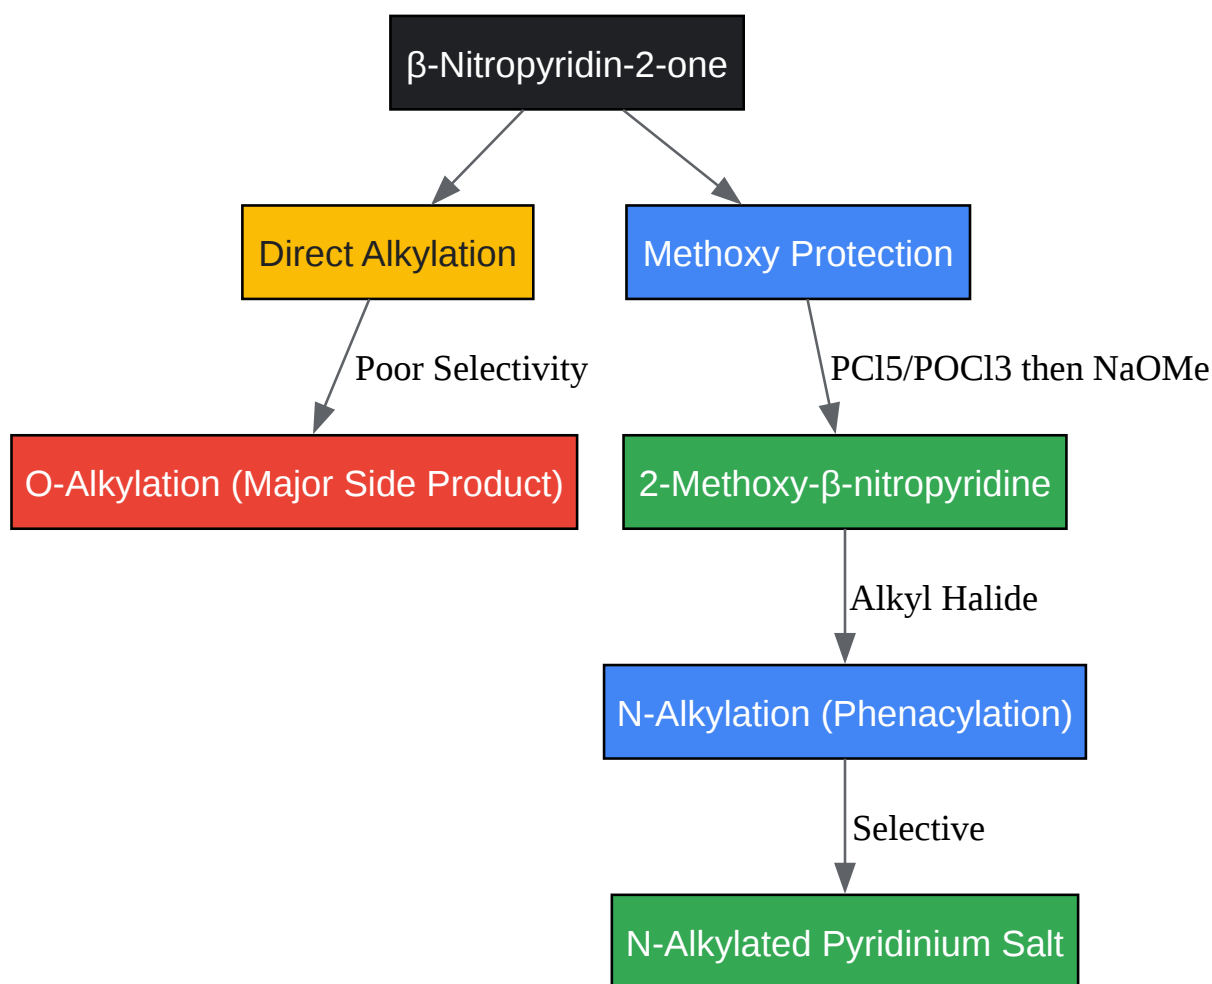 β-Nitropyridin-2-one
Direct Alkylation
Methoxy Protection
Poor Selectivity
PCl5/POCl3 then NaOMe
O-Alkylation (Major Side Product)
2-Methoxy-β-nitropyridine
Alkyl Halide
N-Alkylation (Phenacylation)
Selective
N-Alkylated Pyridinium Salt